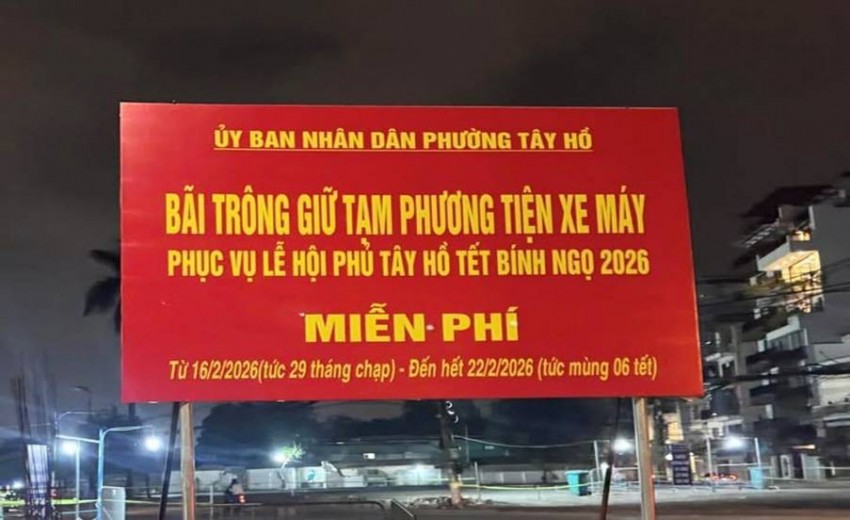 ỦY BAN NHÂN DÂN PHƯỜNG TÂY HỒ
BÃI TRÔNG GIỮ TẠM PHƯƠNG TIỆN XE MÁY
PHỤC VỤ LỄ HỘI PHỦ TÂY HỒ TẾT BÍNH NGỌ 2026
MIỄN PHÍ
Từ 16/2/2026(tức 29 tháng chạp) - Đến hết 22/2/2026 (tức mùng 06 tết)